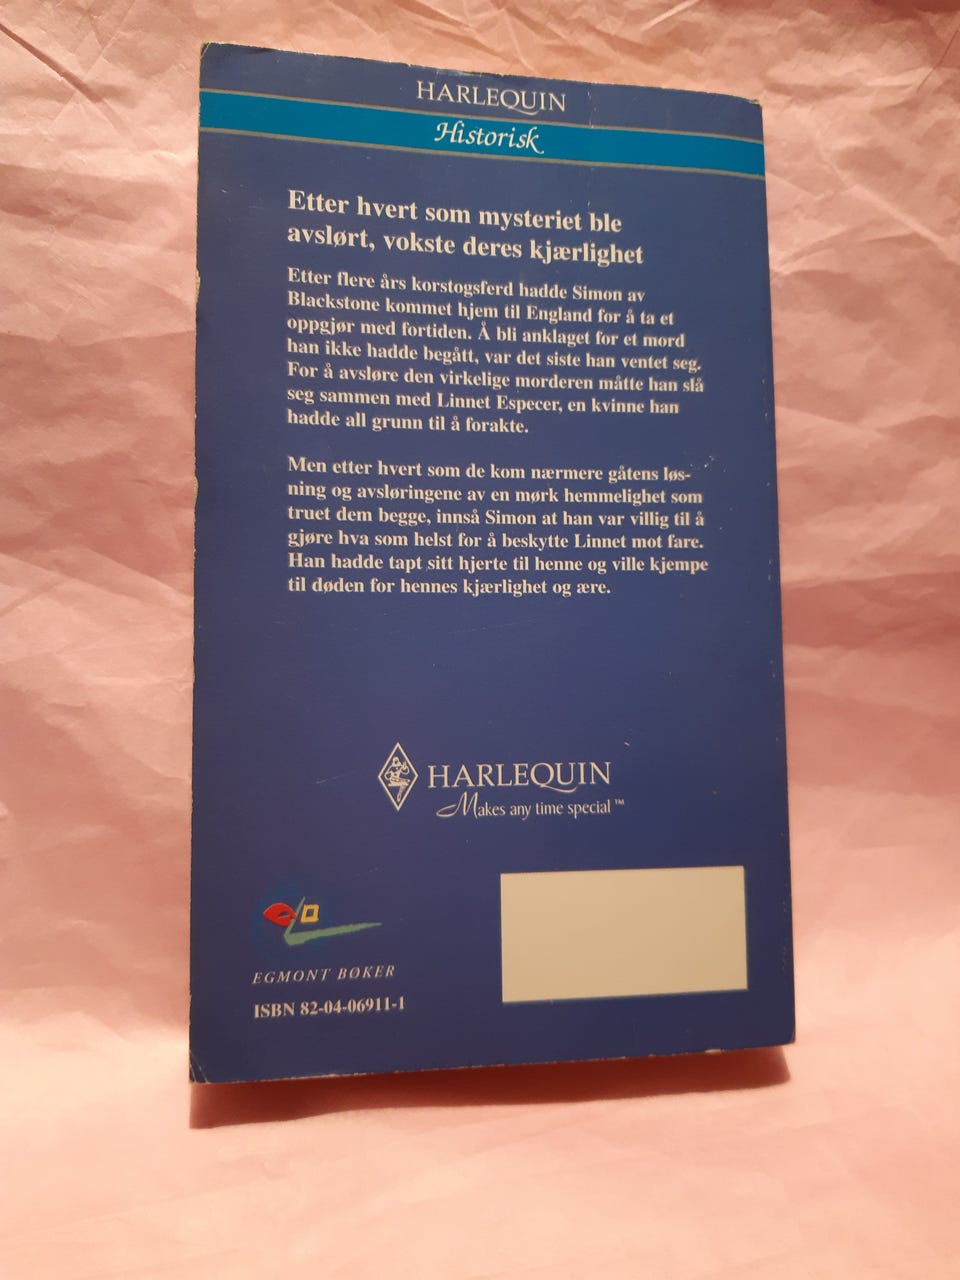 HARLEQUIN
Historisk
Etter hvert som mysteriet ble
avslørt, vokste deres kjærlighet
Etter flere års korstogsferd hadde Simon av
Blackstone kommet hjem til England for å ta et
oppgjør med fortiden. Å bli anklaget for et mord
han ikke hadde begått, var det siste han ventet seg.
For å avsløre den virkelige morderen måtte han slå
seg sammen med Linnet Especer, en kvinne han
hadde all grunn til å forakte.
Men etter hvert som de kom nærmere gåtens løs-
ning og avsløringene av en mørk hemmelighet som
truet dem begge, innså Simon at han var villig til å
gjøre hva som helst for å beskytte Linnet mot fare.
Han hadde tapt sitt hjerte til henne og ville kjempe
til døden for hennes kjærlighet og ære.
HARLEQUIN
Makes any time special™
EGMONT BØKER
ISBN 82-04-06911-1